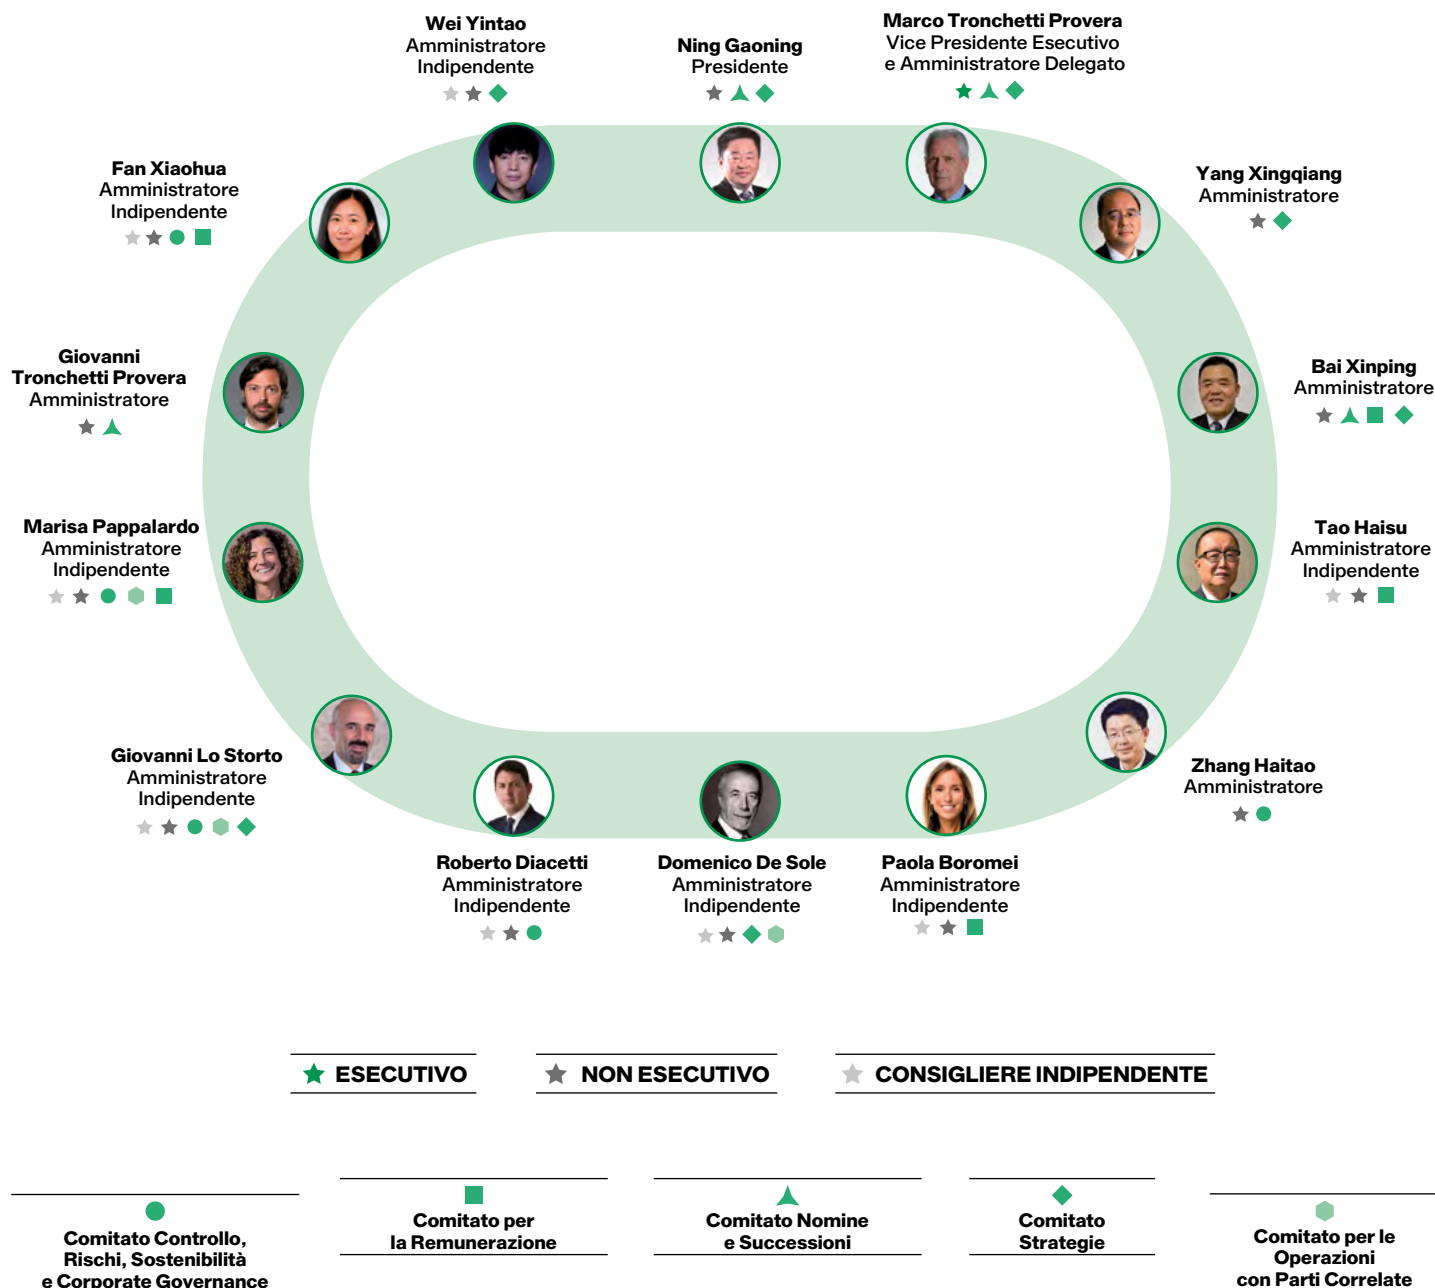 Wei Yintao
Amministratore
Indipendente
Ning Gaoning
Presidente
Marco Tronchetti Provera
Vice Presidente Esecutivo
e Amministratore Delegato
Fan Xiaohua
Amministratore
Indipendente
Yang Xingqiang
Amministratore
Giovanni
Tronchetti Provera
Amministratore
Bai Xinping
Amministratore
Marisa Pappalardo
Amministratore
Indipendente
Tao Haisu
Amministratore
Indipendente
Giovanni Lo Storto
Amministratore
Indipendente
Zhang Haitao
Amministratore
Roberto Diacetti
Amministratore
Indipendente
Domenico De Sole
Amministratore
Indipendente
Paola Boromei
Amministratore
Indipendente
ESECUTIVO
NON ESECUTIVO
CONSIGLIERE INDIPENDENTE
Comitato Controllo,
Rischi, Sostenibilità
e Corporate Governance
Comitato per
la Remunerazione
Comitato Nomine
e Successioni
Comitato
Strategie
Comitato per le
Operazioni
con Parti Correlate